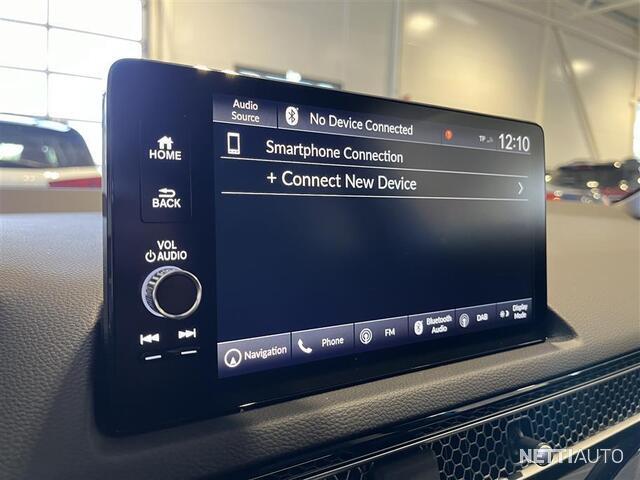 Audio
Source
No Device Connected
TP
12:10
HOME
Smartphone Connection
BACK
+ Connect New Device
VOL
AUDIO
Navigation
Phone
FM
Bluetooth
Audio
DAB
Display
Mode
NETTIAUTO